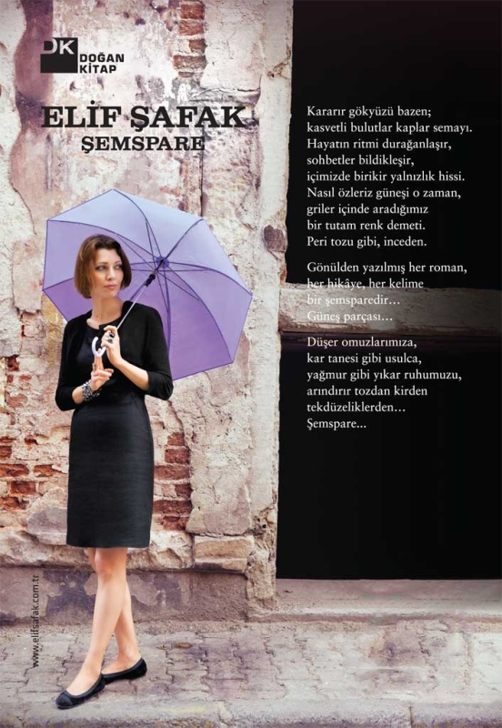 DK
DOĞAN
KİTAP
ELİF ŞAFAK
ŞEMSPARE
Kararır gökyüzü bazen;
kasvetli bulutlar kaplar semayı.
Hayatın ritmi durağanlaşır,
sohbetler bildikleşir,
içimizde birikir yalnızlık hissi.
Nasıl özleriz güneşi o zaman,
griler içinde aradığımız
bir tutam renk demeti.
Peri tozu gibi, inceden.
Gönülden yazılmış her roman,
her hikâye, her kelime
bir şemsparedir...
Güneş parçası...
Düşer omuzlarımıza,
kar tanesi gibi usulca,
yağmur gibi yıkar ruhumuzu,
arındırır tozdan kirden
tekdüzeliklerden...
Şemspare...
www.elifsafak.com.tr